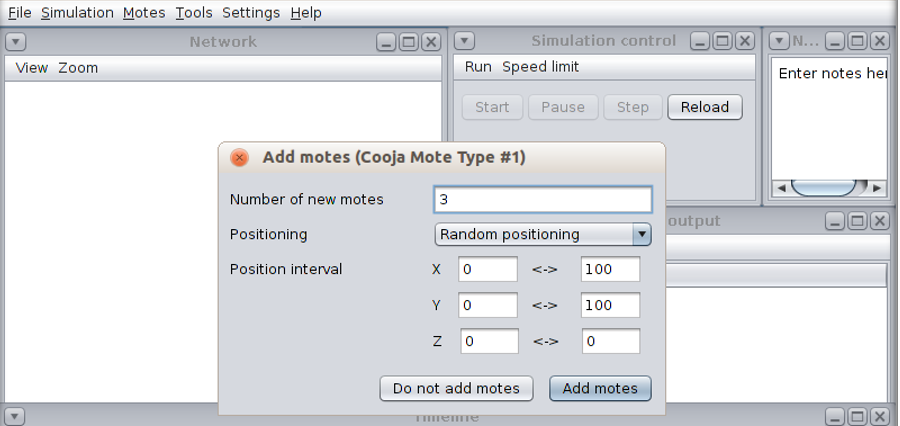 File Simulation Motes Tools Settings Help
Network
Simulation control
N...
View Zoom
Run Speed limit
Enter notes her
Start Pause Step Reload
Add motes (Cooja Mote Type #1)
Number of new motes 3
output
Positioning Random positioning
Position interval X 0 <-> 100
Y 0 <-> 100
Z 0 <-> 0
Do not add motes Add motes
Timeline